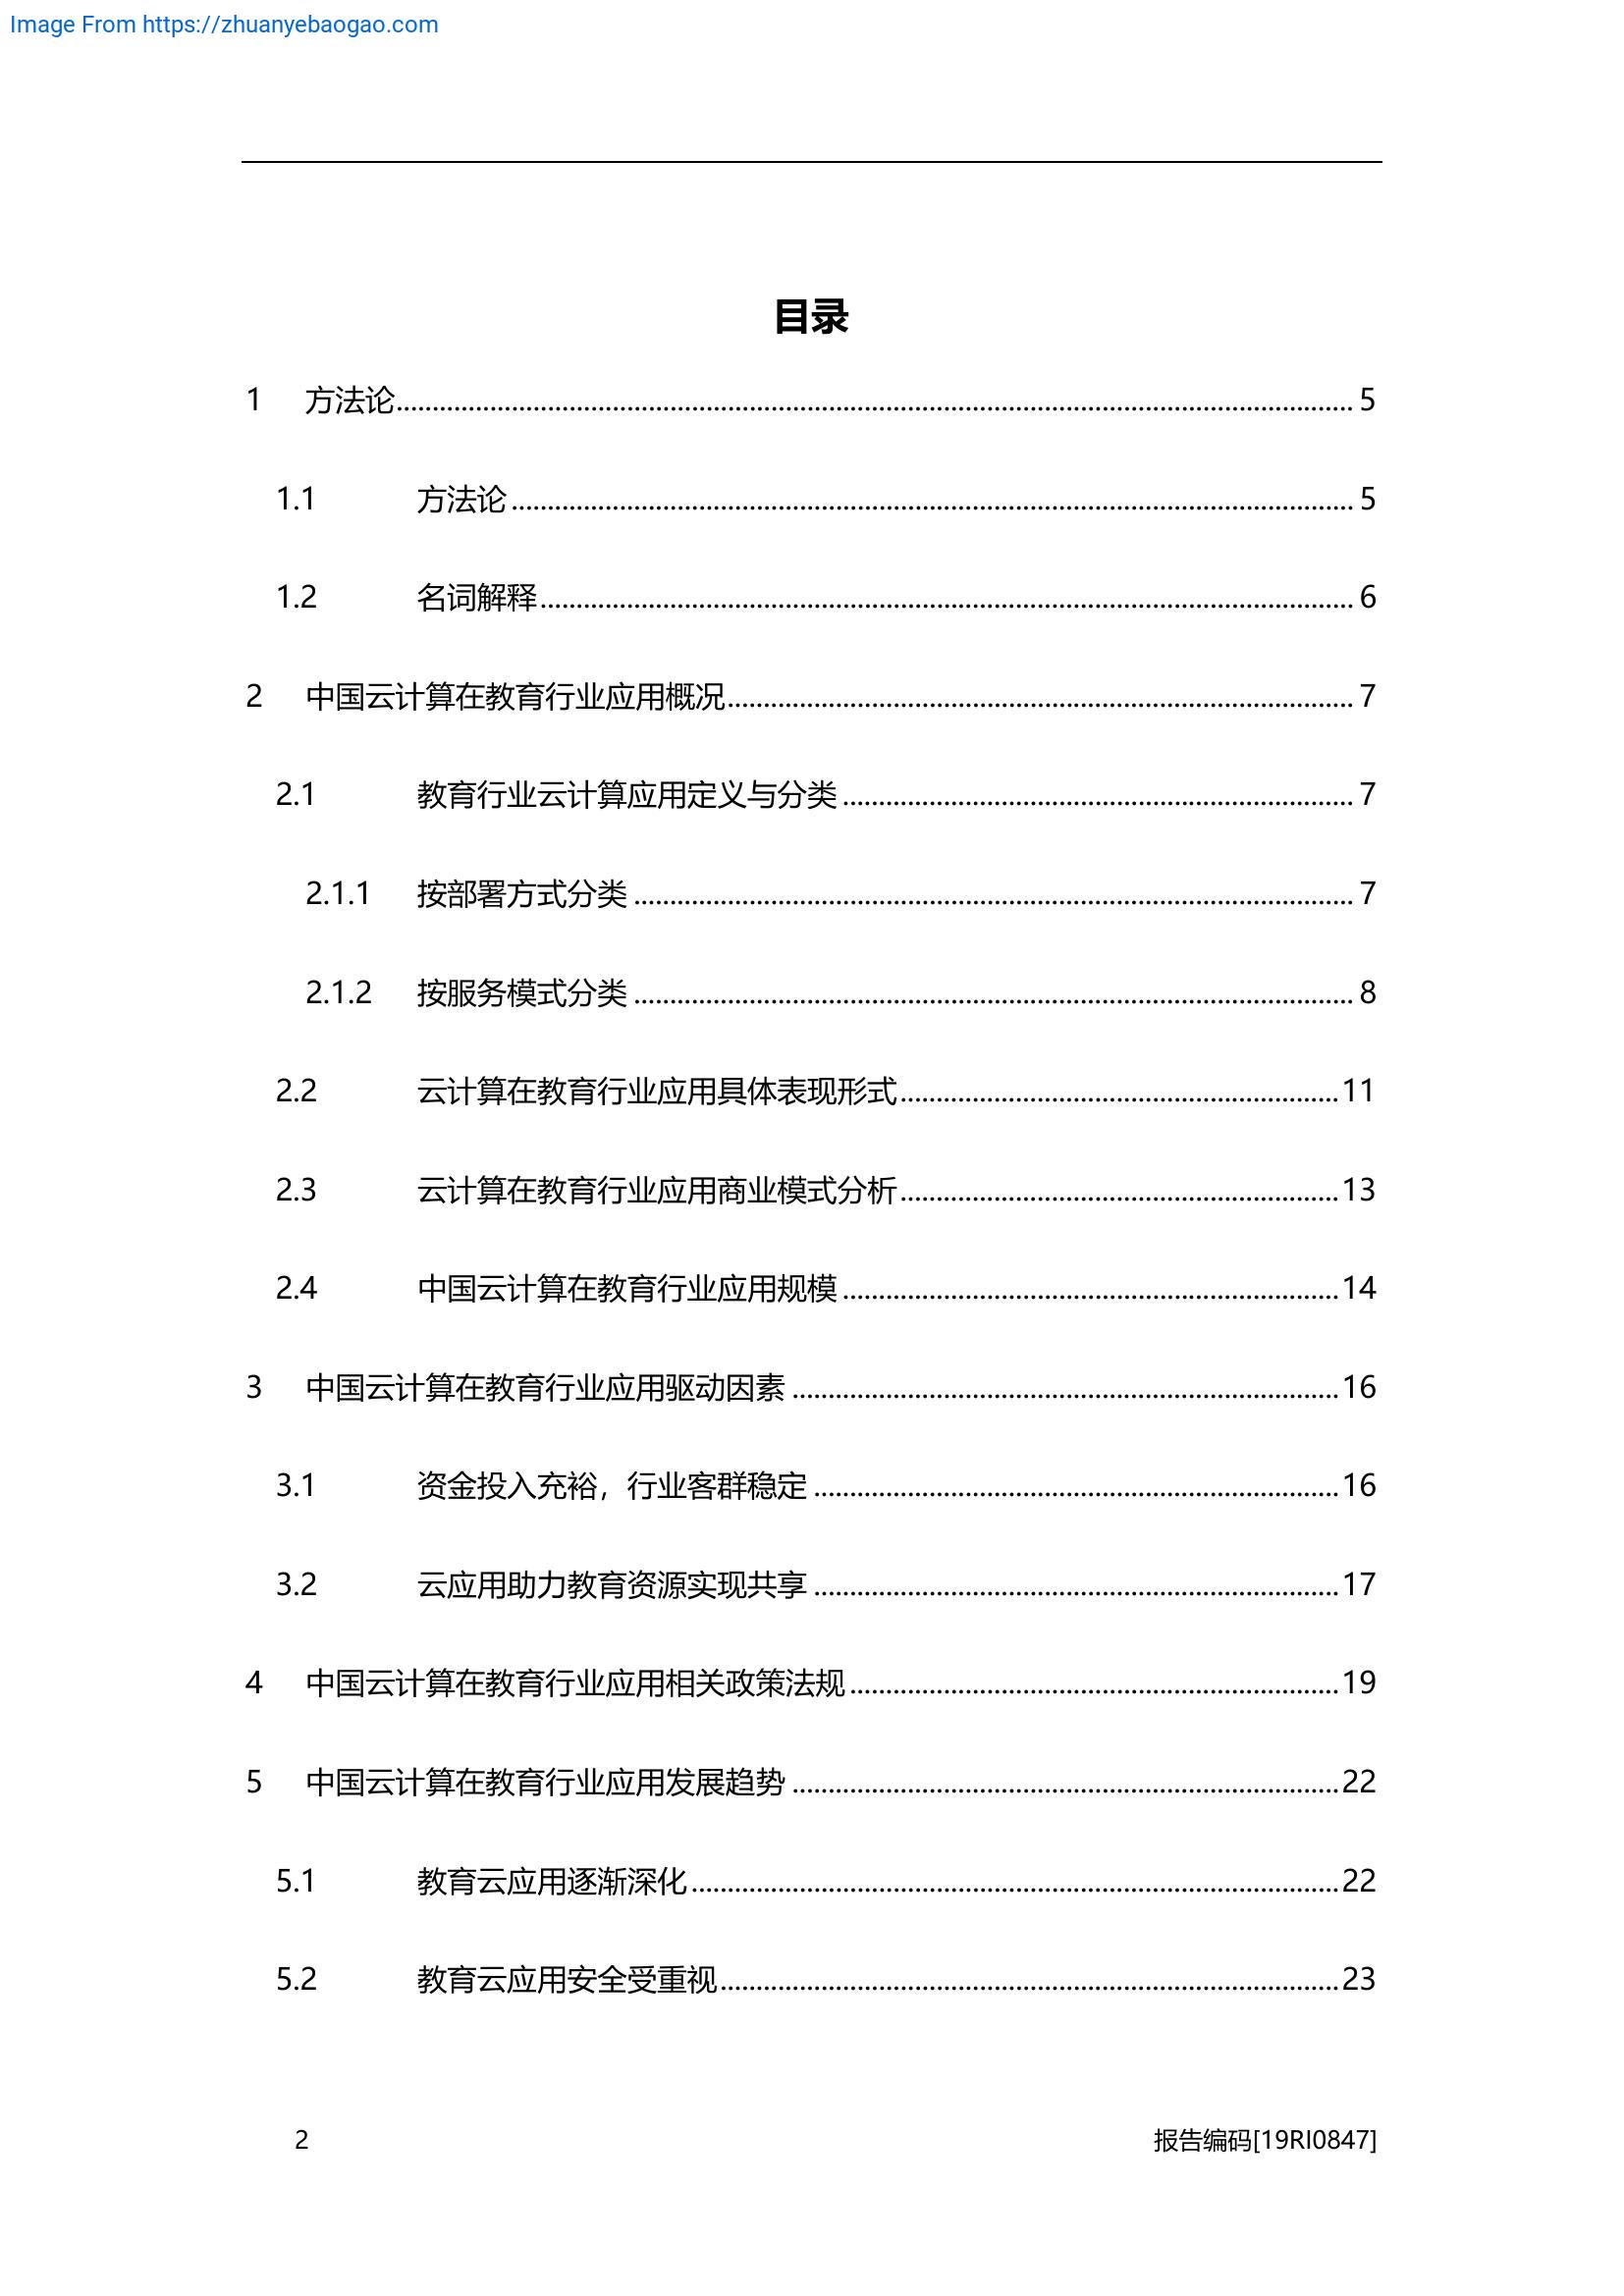 Image From https://zhuanyebaogao.com
目录
1 方法论........................ 5
1.1 方法论........................ 5
1.2 名词解释........................ 6
2 中国云计算在教育行业应用概况........................ 7
2.1 教育行业云计算应用定义与分类........................ 7
2.1.1 按部署方式分类........................ 7
2.1.2 按服务模式分类........................ 8
2.2 云计算在教育行业应用具体表现形式........................ 11
2.3 云计算在教育行业应用商业模式分析........................ 13
2.4 中国云计算在教育行业应用规模........................ 14
3 中国云计算在教育行业应用驱动因素........................ 16
3.1 资金投入充裕，行业客群稳定........................ 16
3.2 云应用助力教育资源实现共享........................ 17
4 中国云计算在教育行业应用相关政策法规........................ 19
5 中国云计算在教育行业应用发展趋势........................ 22
5.1 教育云应用逐渐深化........................ 22
5.2 教育云应用安全受重视........................ 23
2 报告编码[19RI0847]